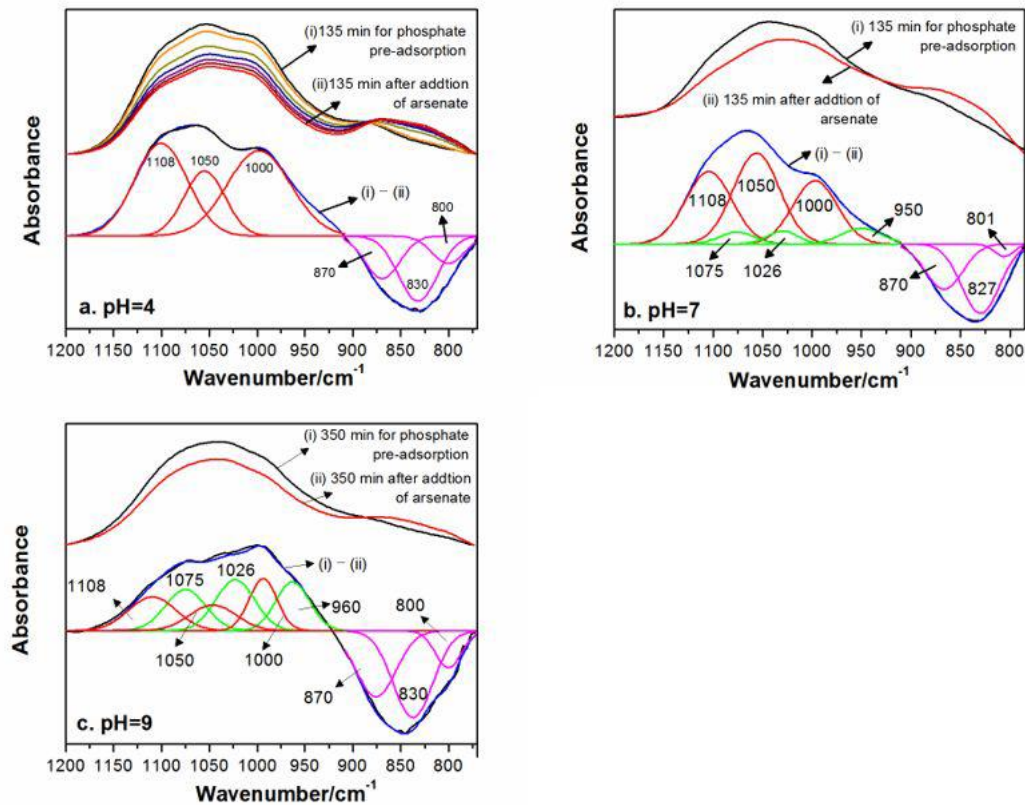 (i)135 min for phosphate
pre-adsorption
(ii)135 min after addtion
of arsenate
1108
1050
1000
(i) – (ii)
800
870
830
a. pH=4
Absorbance
1200 1150 1100 1050 1000 950 900 850 800
Wavenumber/cm-1
(i) 135 min for phosphate
pre-adsorption
(ii) 135 min after addtion of
arsenate
(i) – (ii)
1108
1050
1000
950
801
1075
1026
870
827
b. pH=7
Absorbance
1200 1150 1100 1050 1000 950 900 850 800
Wavenumber/cm-1
(i) 350 min for phosphate
pre-adsorption
(ii) 350 min after addtion
of arsenate
(i) – (ii)
1108
1075
1026
960
800
1050
1000
870
830
c. pH=9
Absorbance
1200 1150 1100 1050 1000 950 900 850 800
Wavenumber/cm-1